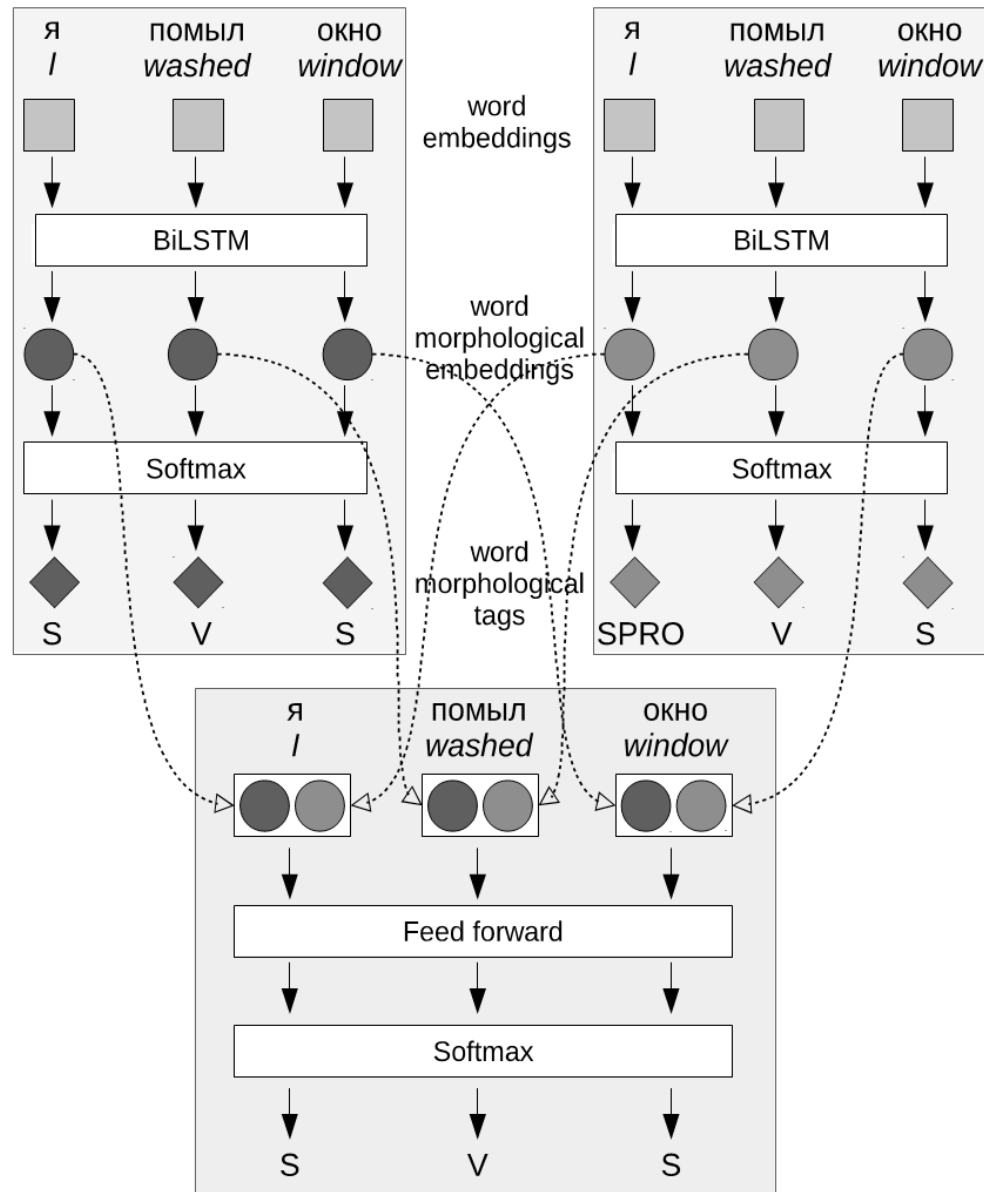 я помыл окно
I washed window
word
embeddings
BiLSTM
word
morphological
embeddings
Softmax
word
morphological
tags
S V S
я помыл окно
I washed window
BiLSTM
Softmax
SPRO V S
я помыл окно
I washed window
Feed forward
Softmax
S V S